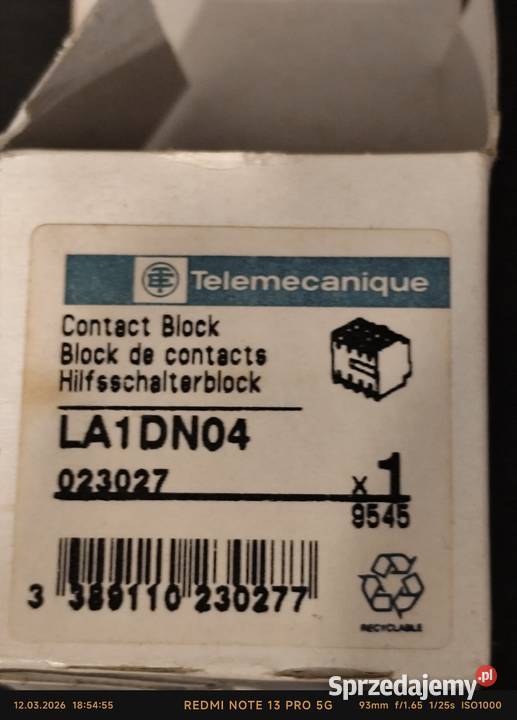 Telemecanique
Contact Block
Block de contacts
Hilfsschalterblock
LA1DN04
023027
x 1
9545
3 389110 230277
RECYCLABLE
Sprzedajemy.pl
12.03.2026 18:54:55 REDMI NOTE 13 PRO 5G 93mm f/1.65 1/25s ISO1000